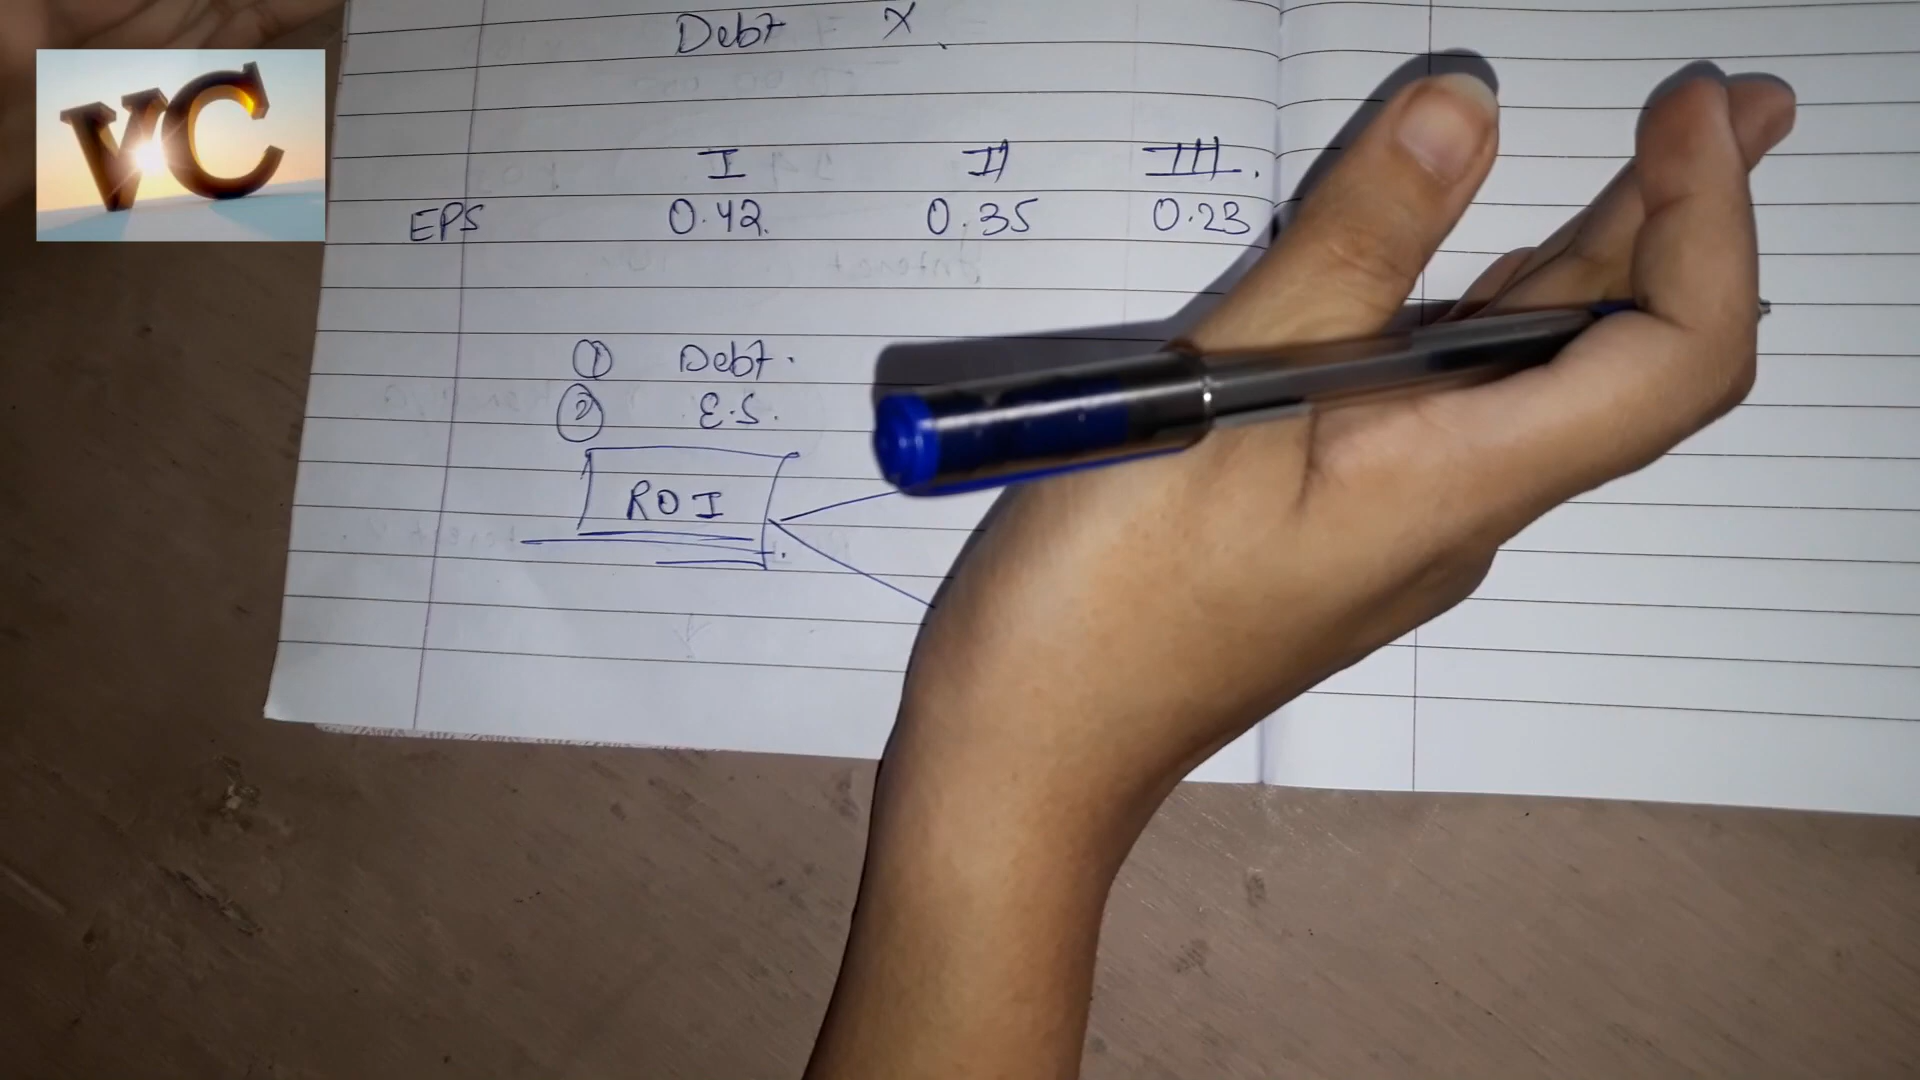 VC
Debt X
I II III.
EPS 0.42. 0.35 0.23
① Debt.
② E.S.
ROI